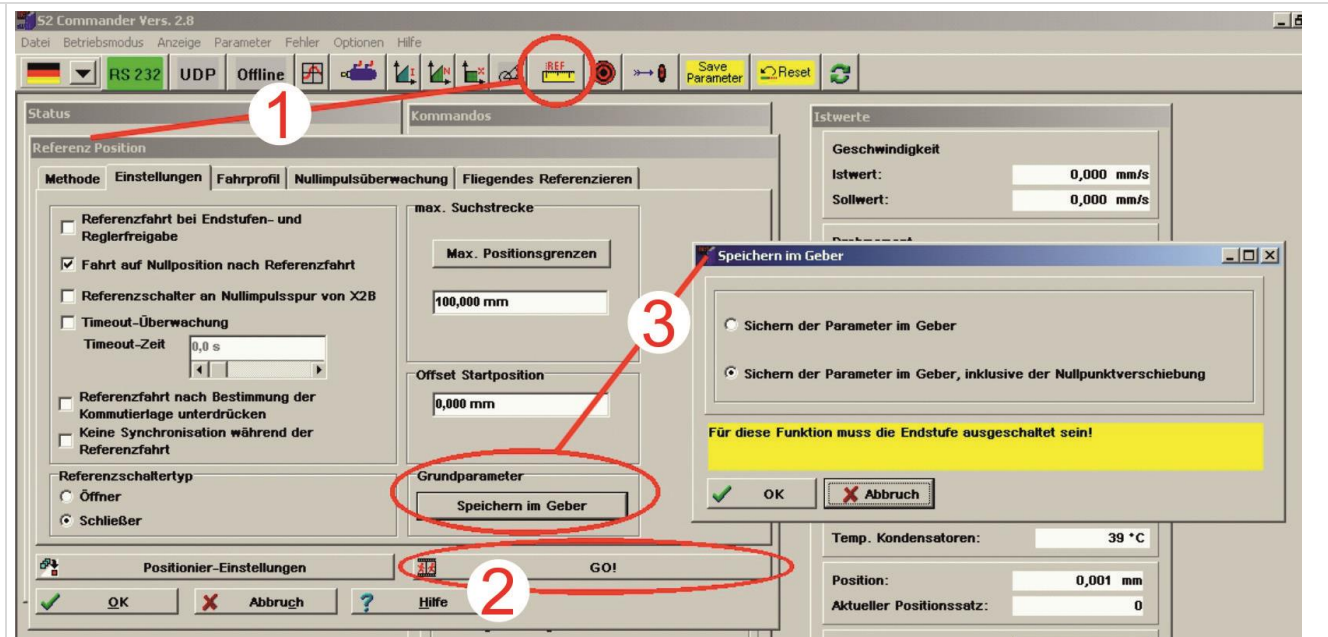 S2 Commander Vers. 2.8
Datei Betriebsmodus Anzeige Parameter Fehler Optionen Hilfe
RS 232 UDP Offline REF Save Parameter Reset
1
Status
Kommandos
Istwerte
Referenz Position
Methode Einstellungen Fahrprofil Nullimpulsüberwachung Fliegendes Referenzieren
Referenzfahrt bei Endstufen- und
Reglerfreigabe
Fahrt auf Nullposition nach Referenzfahrt
Referenzschalter an Nullimpulsspur von X2B
Timeout-Überwachung
Timeout-Zeit
0,0 s
Referenzfahrt nach Bestimmung der
Kommutierlage unterdrücken
Keine Synchronisation während der
Referenzfahrt
Referenzschaltertyp
Öffner
Schließer
max. Suchstrecke
Max. Positionsgrenzen
100,000 mm
Offset Startposition
0,000 mm
Grundparameter
Speichern im Geber
Positionier-Einstellungen
GO!
OK Abbruch Hilfe
2
3
Geschwindigkeit
Istwert: 0,000 mm/s
Sollwert: 0,000 mm/s
Speichern im Geber
Sichern der Parameter im Geber
Sichern der Parameter im Geber, inklusive der Nullpunktverschiebung
Für diese Funktion muss die Endstufe ausgeschaltet sein!
OK Abbruch
Temp. Kondensatoren: 39 °C
Position: 0,001 mm
Aktueller Positionssatz: 0